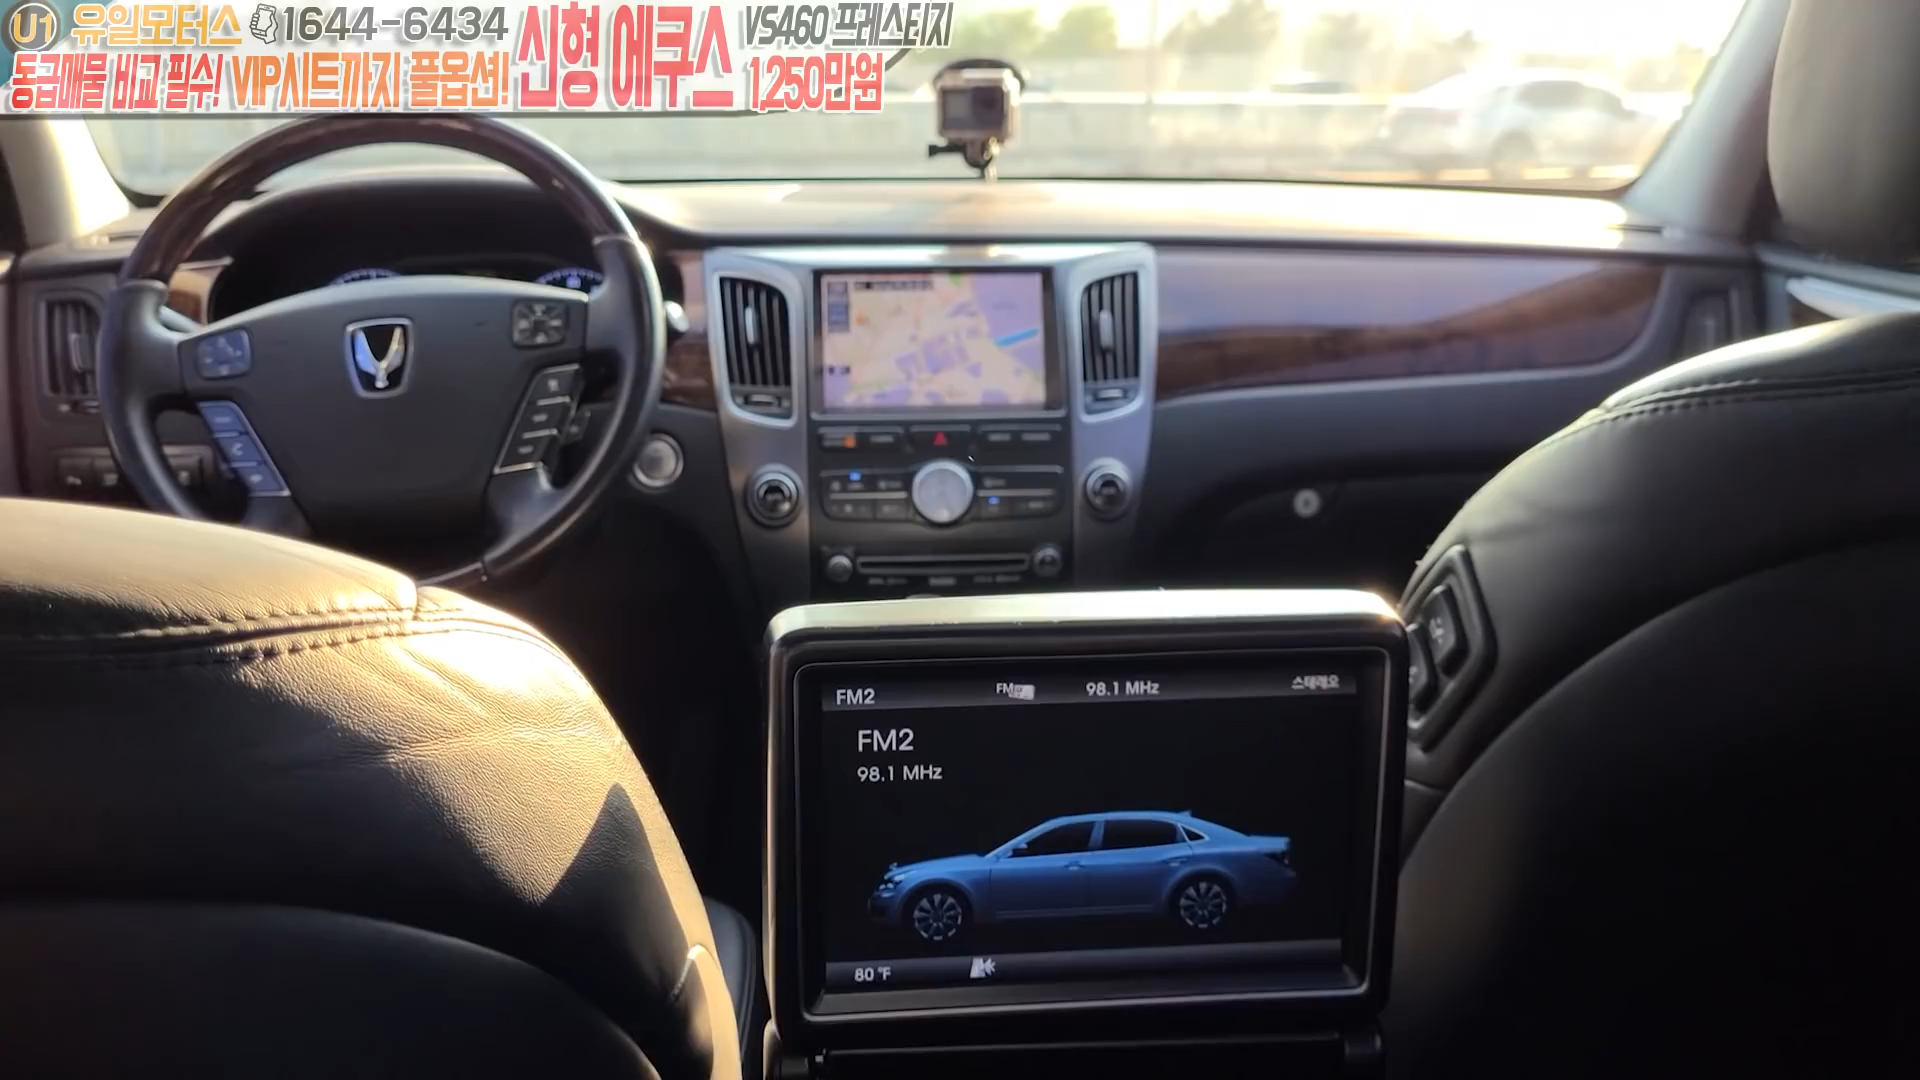 U1 유일모터스 1644-6434 신형 에쿠스 VS460 프레스티지
동급매물 비교 필수! VIP시트까지 풀옵션! 1,250만원
FM2 FM 98.1 MHz 스테레오
FM2
98.1 MHz
80 °F